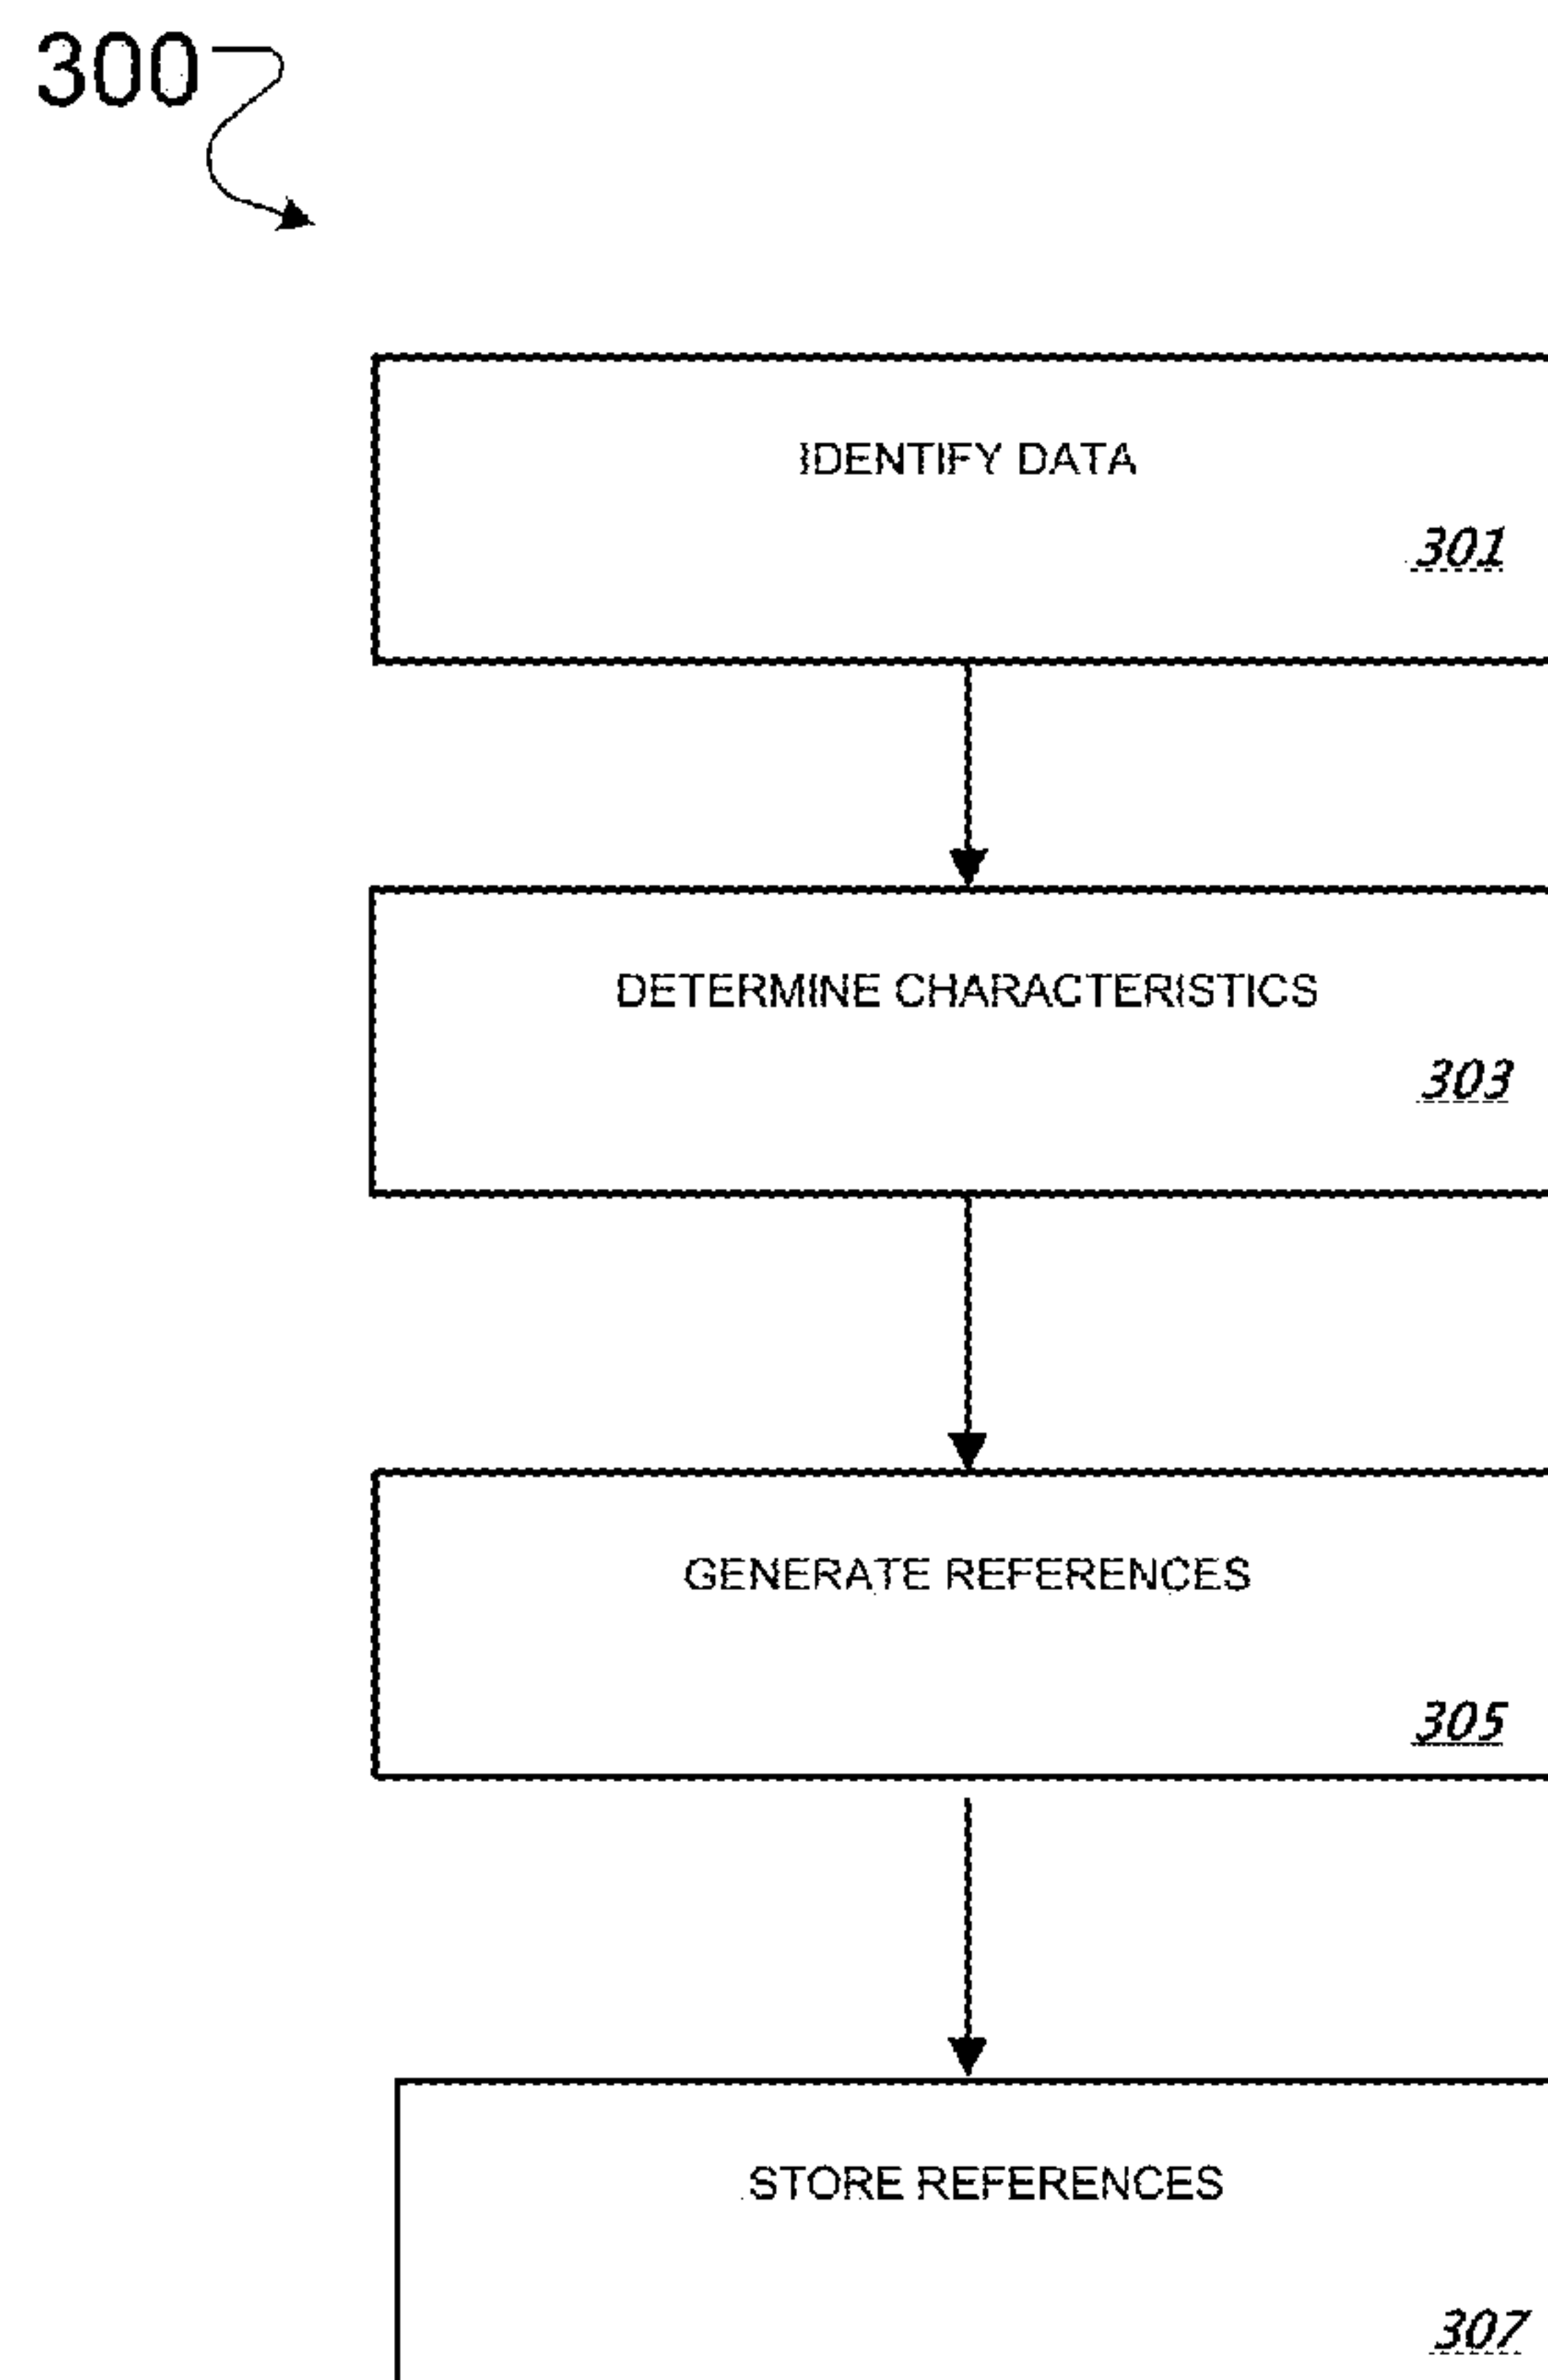 300
IDENTIFY DATA
301
DETERMINE CHARACTERISTICS
303
GENERATE REFERENCES
305
STORE REFERENCES
307